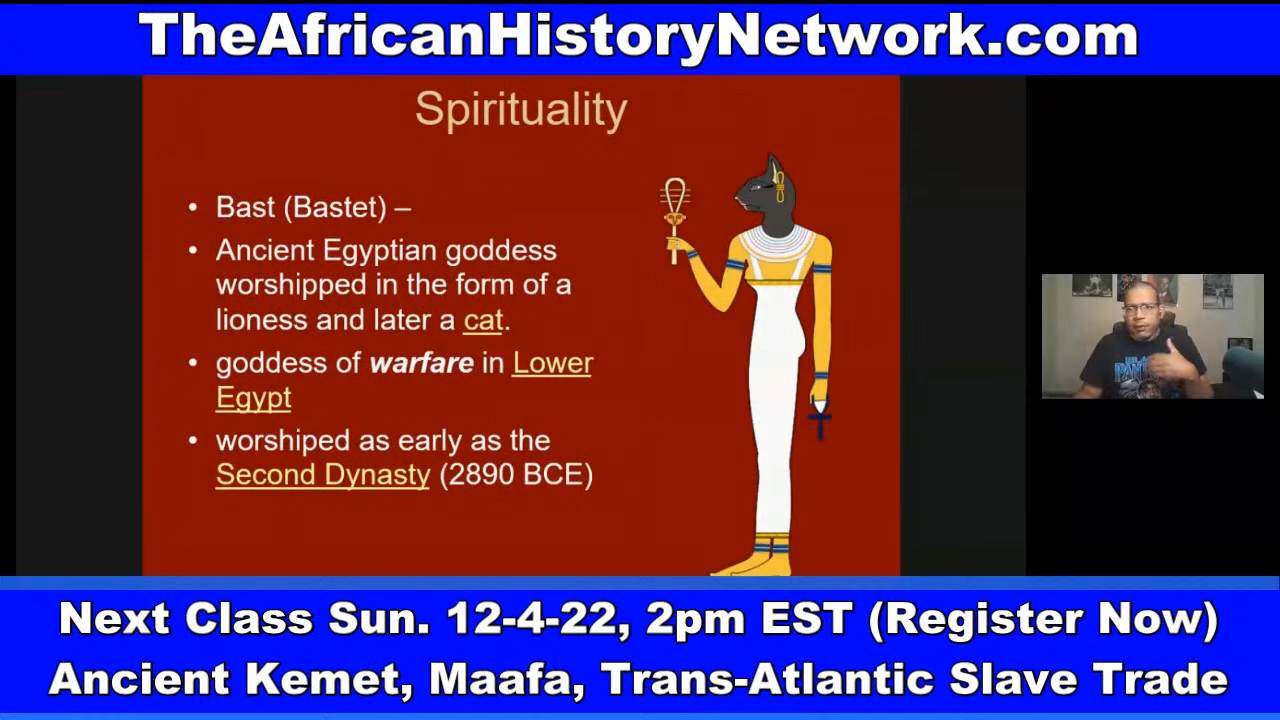 TheAfricanHistoryNetwork.com
Spirituality
• Bast (Bastet) –
• Ancient Egyptian goddess
worshipped in the form of a
lioness and later a cat.
• goddess of warfare in Lower
Egypt
• worshiped as early as the
Second Dynasty (2890 BCE)
Next Class Sun. 12-4-22, 2pm EST (Register Now)
Ancient Kemet, Maafa, Trans-Atlantic Slave Trade